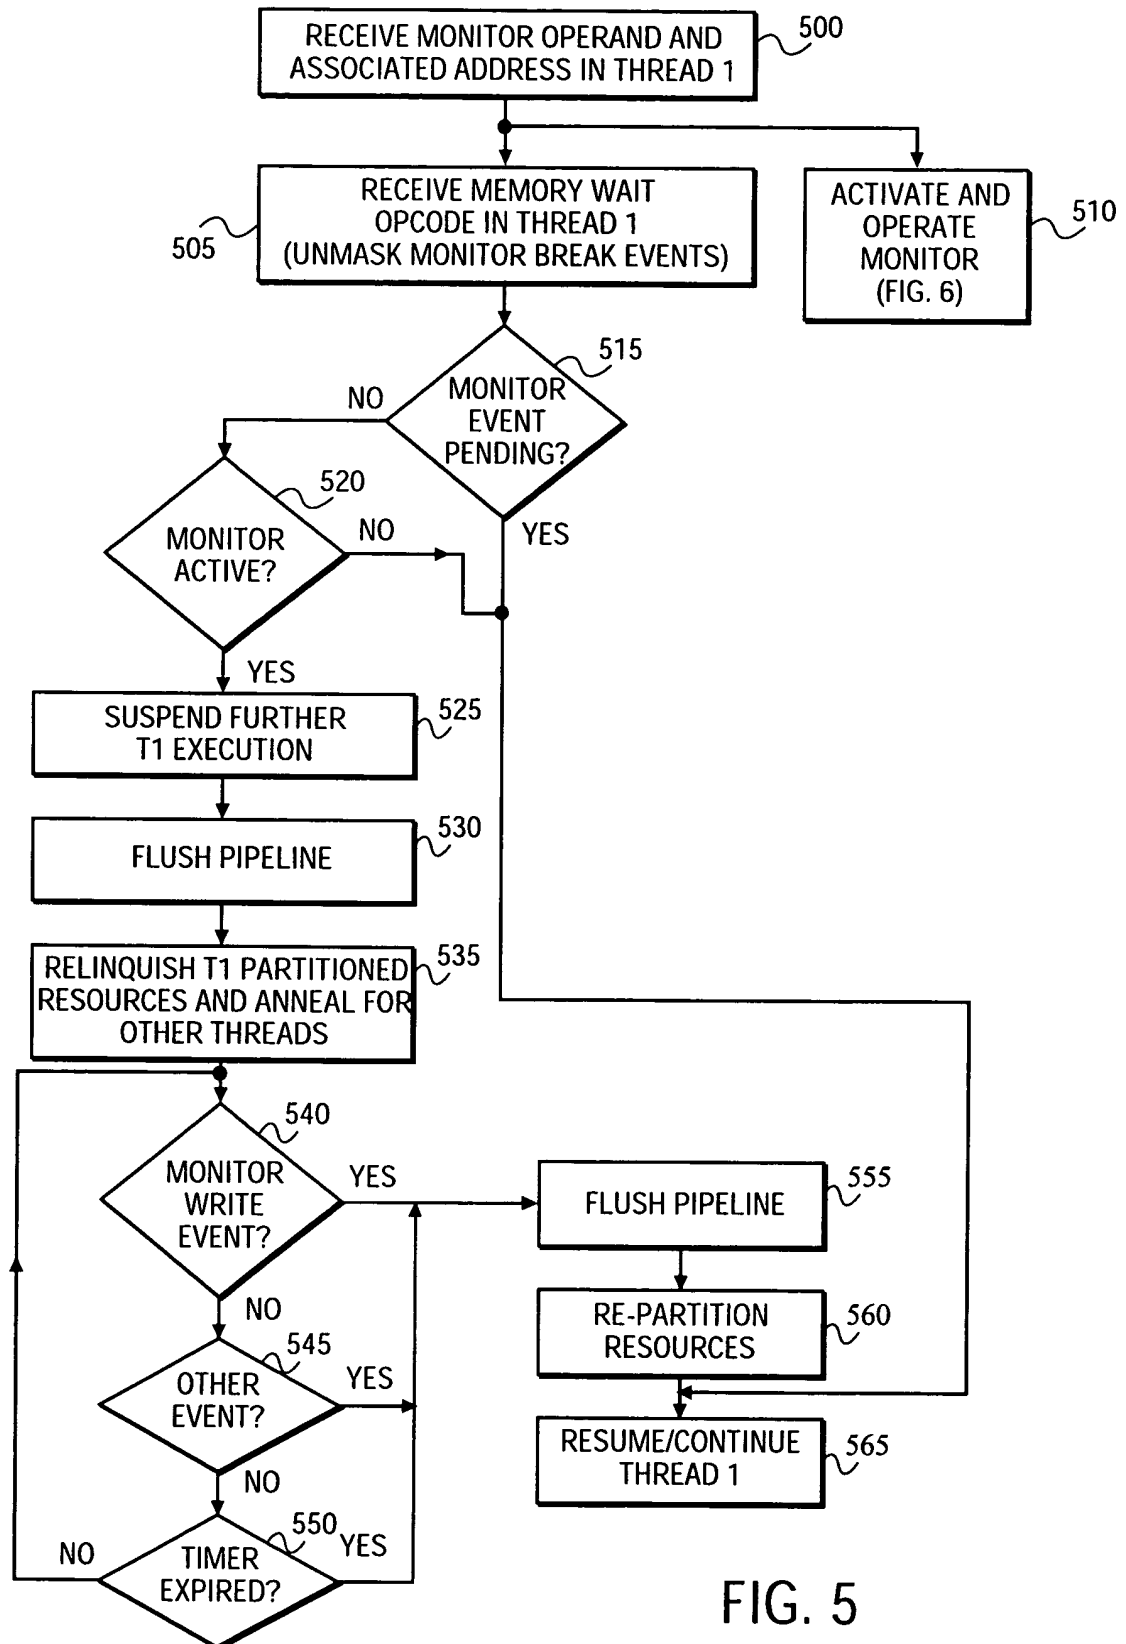 RECEIVE MONITOR OPERAND AND
ASSOCIATED ADDRESS IN THREAD 1
500
RECEIVE MEMORY WAIT
OPCODE IN THREAD 1
(UNMASK MONITOR BREAK EVENTS)
505
ACTIVATE AND
OPERATE
MONITOR
(FIG. 6)
510
MONITOR
EVENT
PENDING?
515
NO
YES
MONITOR
ACTIVE?
520
NO
YES
SUSPEND FURTHER
T1 EXECUTION
525
FLUSH PIPELINE
530
RELINQUISH T1 PARTITIONED
RESOURCES AND ANNEAL FOR
OTHER THREADS
535
MONITOR
WRITE
EVENT?
540
YES
NO
OTHER
EVENT?
545
YES
NO
TIMER
EXPIRED?
550
YES
NO
FLUSH PIPELINE
555
RE-PARTITION
RESOURCES
560
RESUME/CONTINUE
THREAD 1
565
FIG. 5